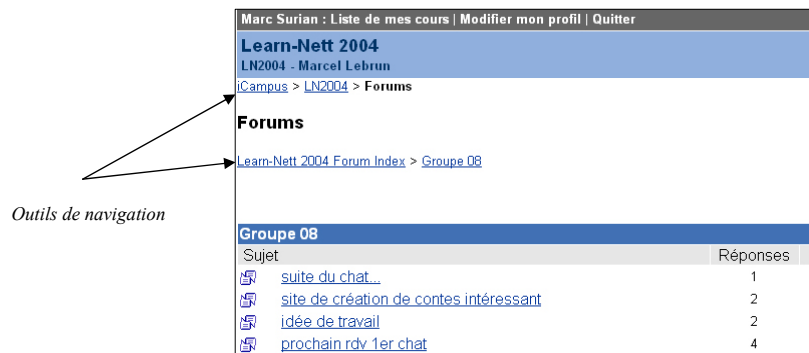 Marc Surian : Liste de mes cours | Modifier mon profil | Quitter
Learn-Nett 2004
LN2004 - Marcel Lebrun
iCampus > LN2004 > Forums
Forums
Learn-Nett 2004 Forum Index > Groupe 08
Outils de navigation
Groupe 08
Sujet Réponses
suite du chat... 1
site de création de contes intéressant 2
idée de travail 2
prochain rdv 1er chat 4